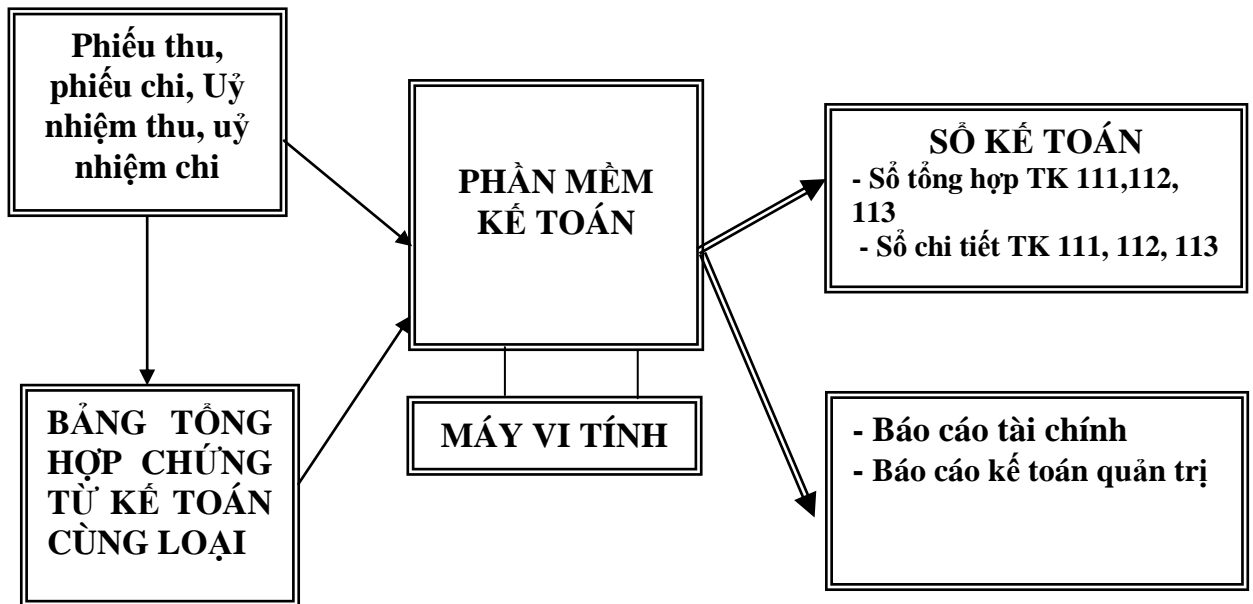 Phiếu thu,
phiếu chi, Uỷ
nhiệm thu, uỷ
nhiệm chi
BẢNG TỔNG
HỢP CHỨNG
TỪ KẾ TOÁN
CÙNG LOẠI
PHẦN MỀM
KẾ TOÁN
MÁY VI TÍNH
SỔ KẾ TOÁN
- Sổ tổng hợp TK 111,112,
113
- Sổ chi tiết TK 111, 112, 113
- Báo cáo tài chính
- Báo cáo kế toán quản trị